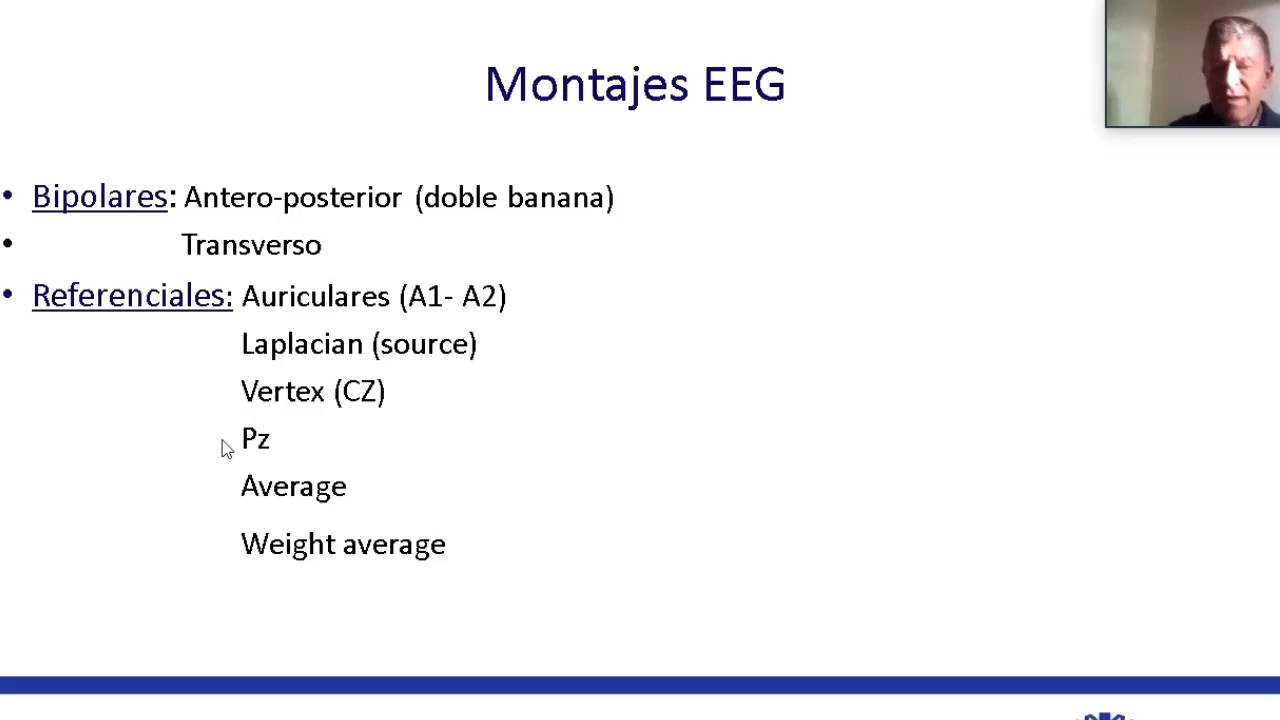 Montajes EEG
• Bipolares: Antero-posterior (doble banana)
• Transverso
• Referenciales: Auriculares (A1- A2)
Laplacian (source)
Vertex (CZ)
Pz
Average
Weight average